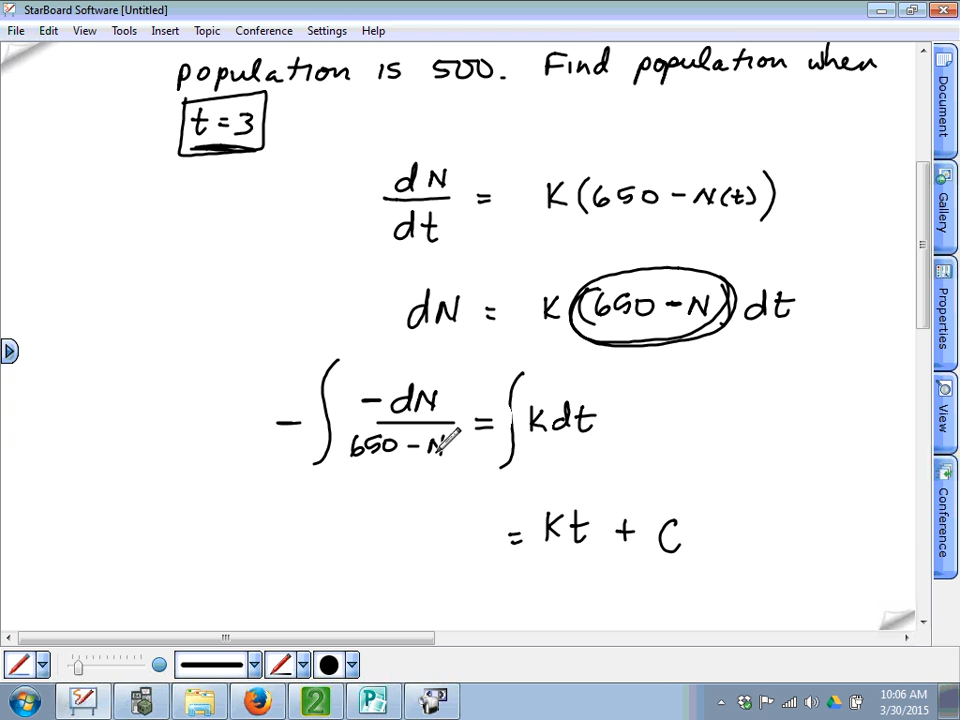 StarBoard Software [Untitled]
File Edit View Tools Insert Topic Conference Settings Help
population is 500. Find population when
t = 3
dN/dt = K(650 - N(t))
dN = K(650 - N)dt
-∫ -dN/650 - N = ∫ Kdt
= Kt + C
Document
Gallery
Properties
View
Conference
10:06 AM
3/30/2015